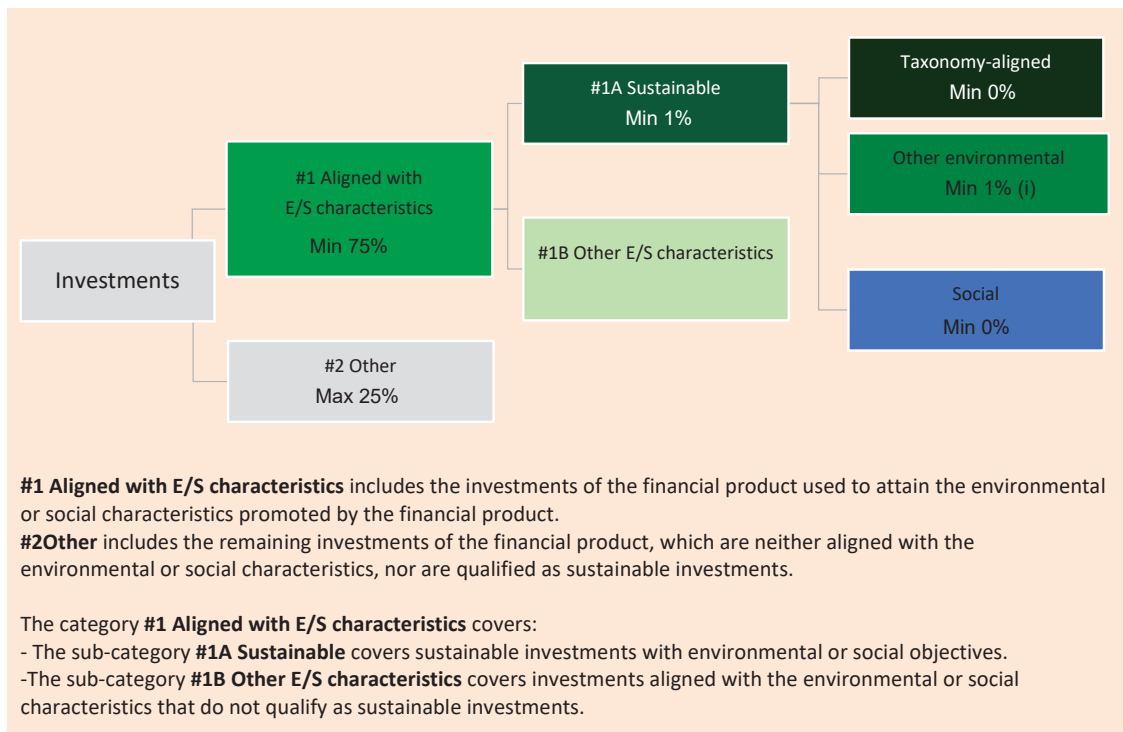 Investments
#1 Aligned with
E/S characteristics
Min 75%
#2 Other
Max 25%
#1A Sustainable
Min 1%
#1B Other E/S characteristics
Taxonomy-aligned
Min 0%
Other environmental
Min 1% (i)
Social
Min 0%
#1 Aligned with E/S characteristics includes the investments of the financial product used to attain the environmental
or social characteristics promoted by the financial product.
#2Other includes the remaining investments of the financial product, which are neither aligned with the
environmental or social characteristics, nor are qualified as sustainable investments.
The category #1 Aligned with E/S characteristics covers:
- The sub-category #1A Sustainable covers sustainable investments with environmental or social objectives.
-The sub-category #1B Other E/S characteristics covers investments aligned with the environmental or social
characteristics that do not qualify as sustainable investments.